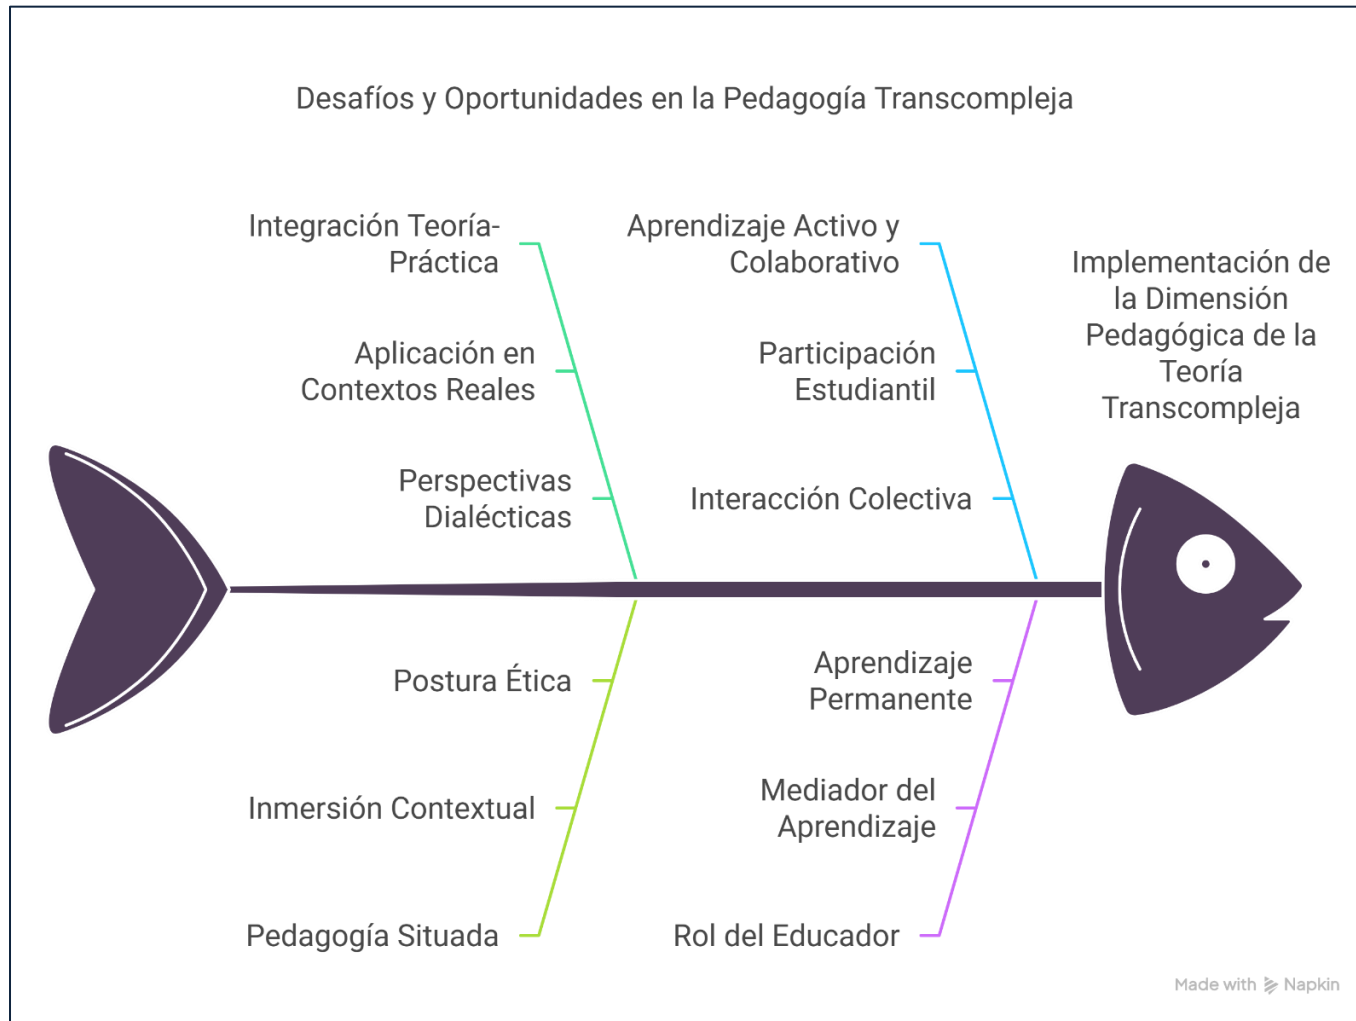 Desafíos y Oportunidades en la Pedagogía Transcompleja
Integración Teoría-
Práctica
Aplicación en
Contextos Reales
Perspectivas
Dialécticas
Aprendizaje Activo y
Colaborativo
Participación
Estudiantil
Interacción Colectiva
Implementación de
la Dimensión
Pedagógica de la
Teoría
Transcompleja
Postura Ética
Inmersión Contextual
Pedagogía Situada
Aprendizaje
Permanente
Mediador del
Aprendizaje
Rol del Educador
Made with Napkin